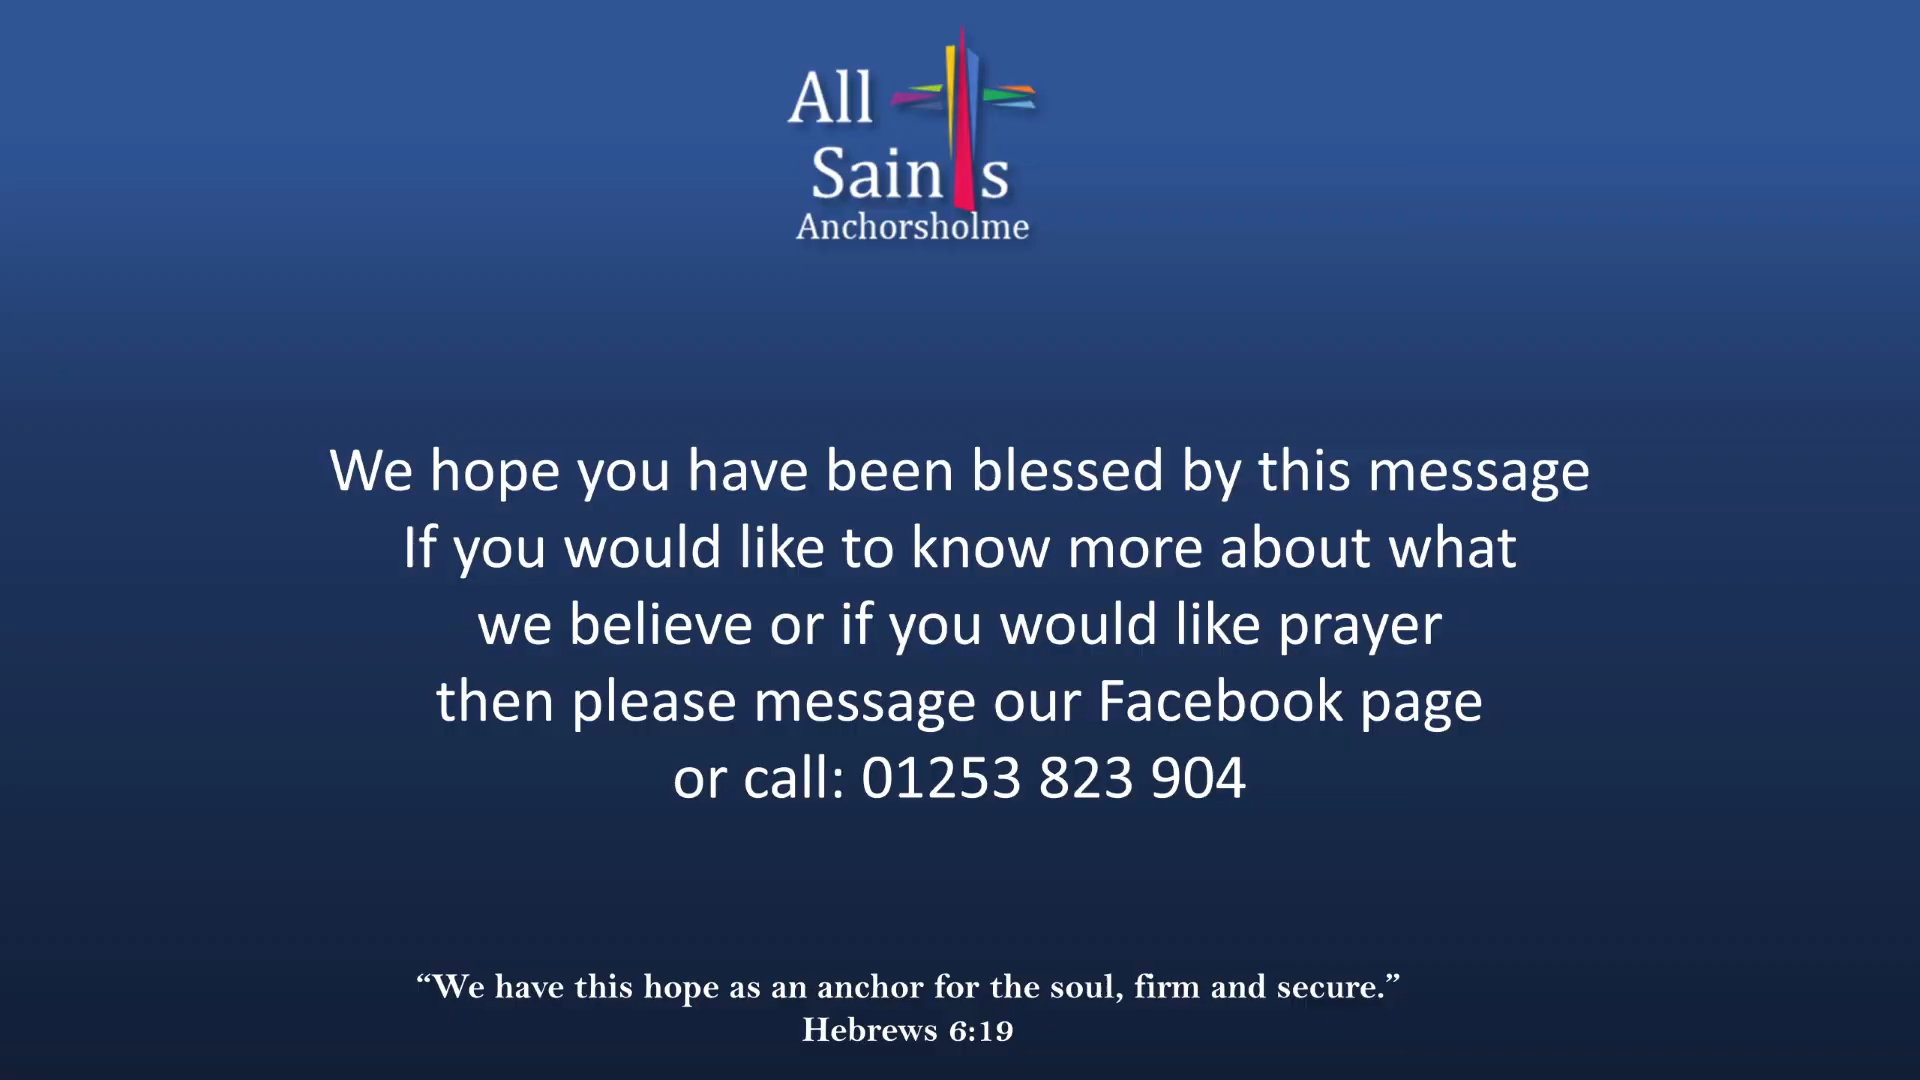 All
Saints
Anchorsholme
We hope you have been blessed by this message
If you would like to know more about what
we believe or if you would like prayer
then please message our Facebook page
or call: 01253 823 904
“We have this hope as an anchor for the soul, firm and secure.”
Hebrews 6:19